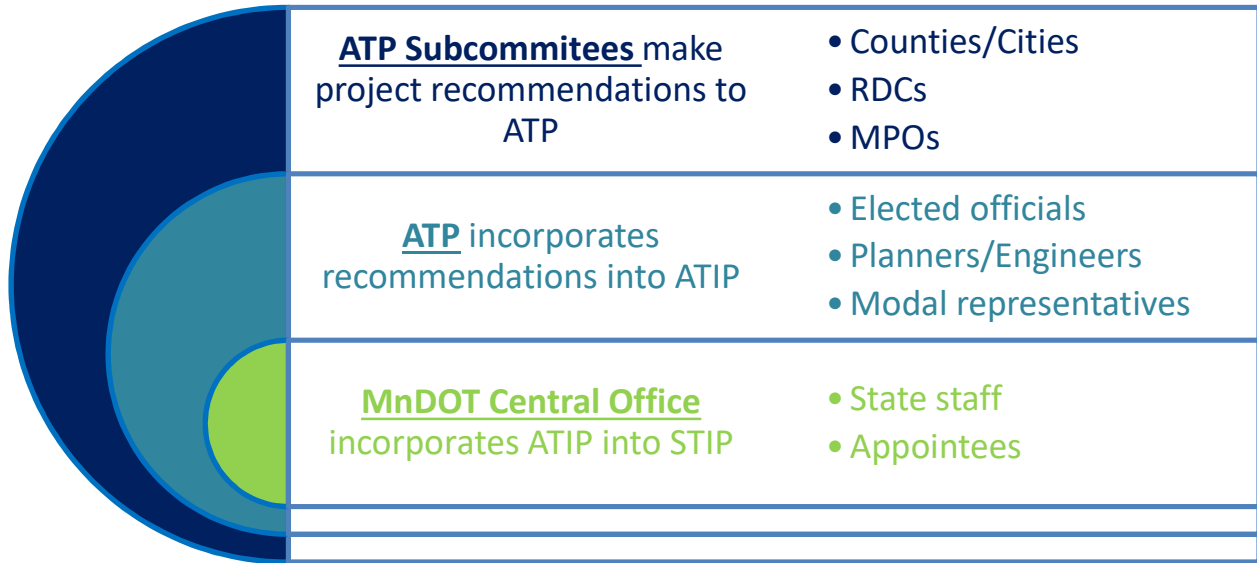 ATP Subcommitees make
project recommendations to
ATP
• Counties/Cities
• RDCs
• MPOs
ATP incorporates
recommendations into ATIP
• Elected officials
• Planners/Engineers
• Modal representatives
MnDOT Central Office
incorporates ATIP into STIP
• State staff
• Appointees